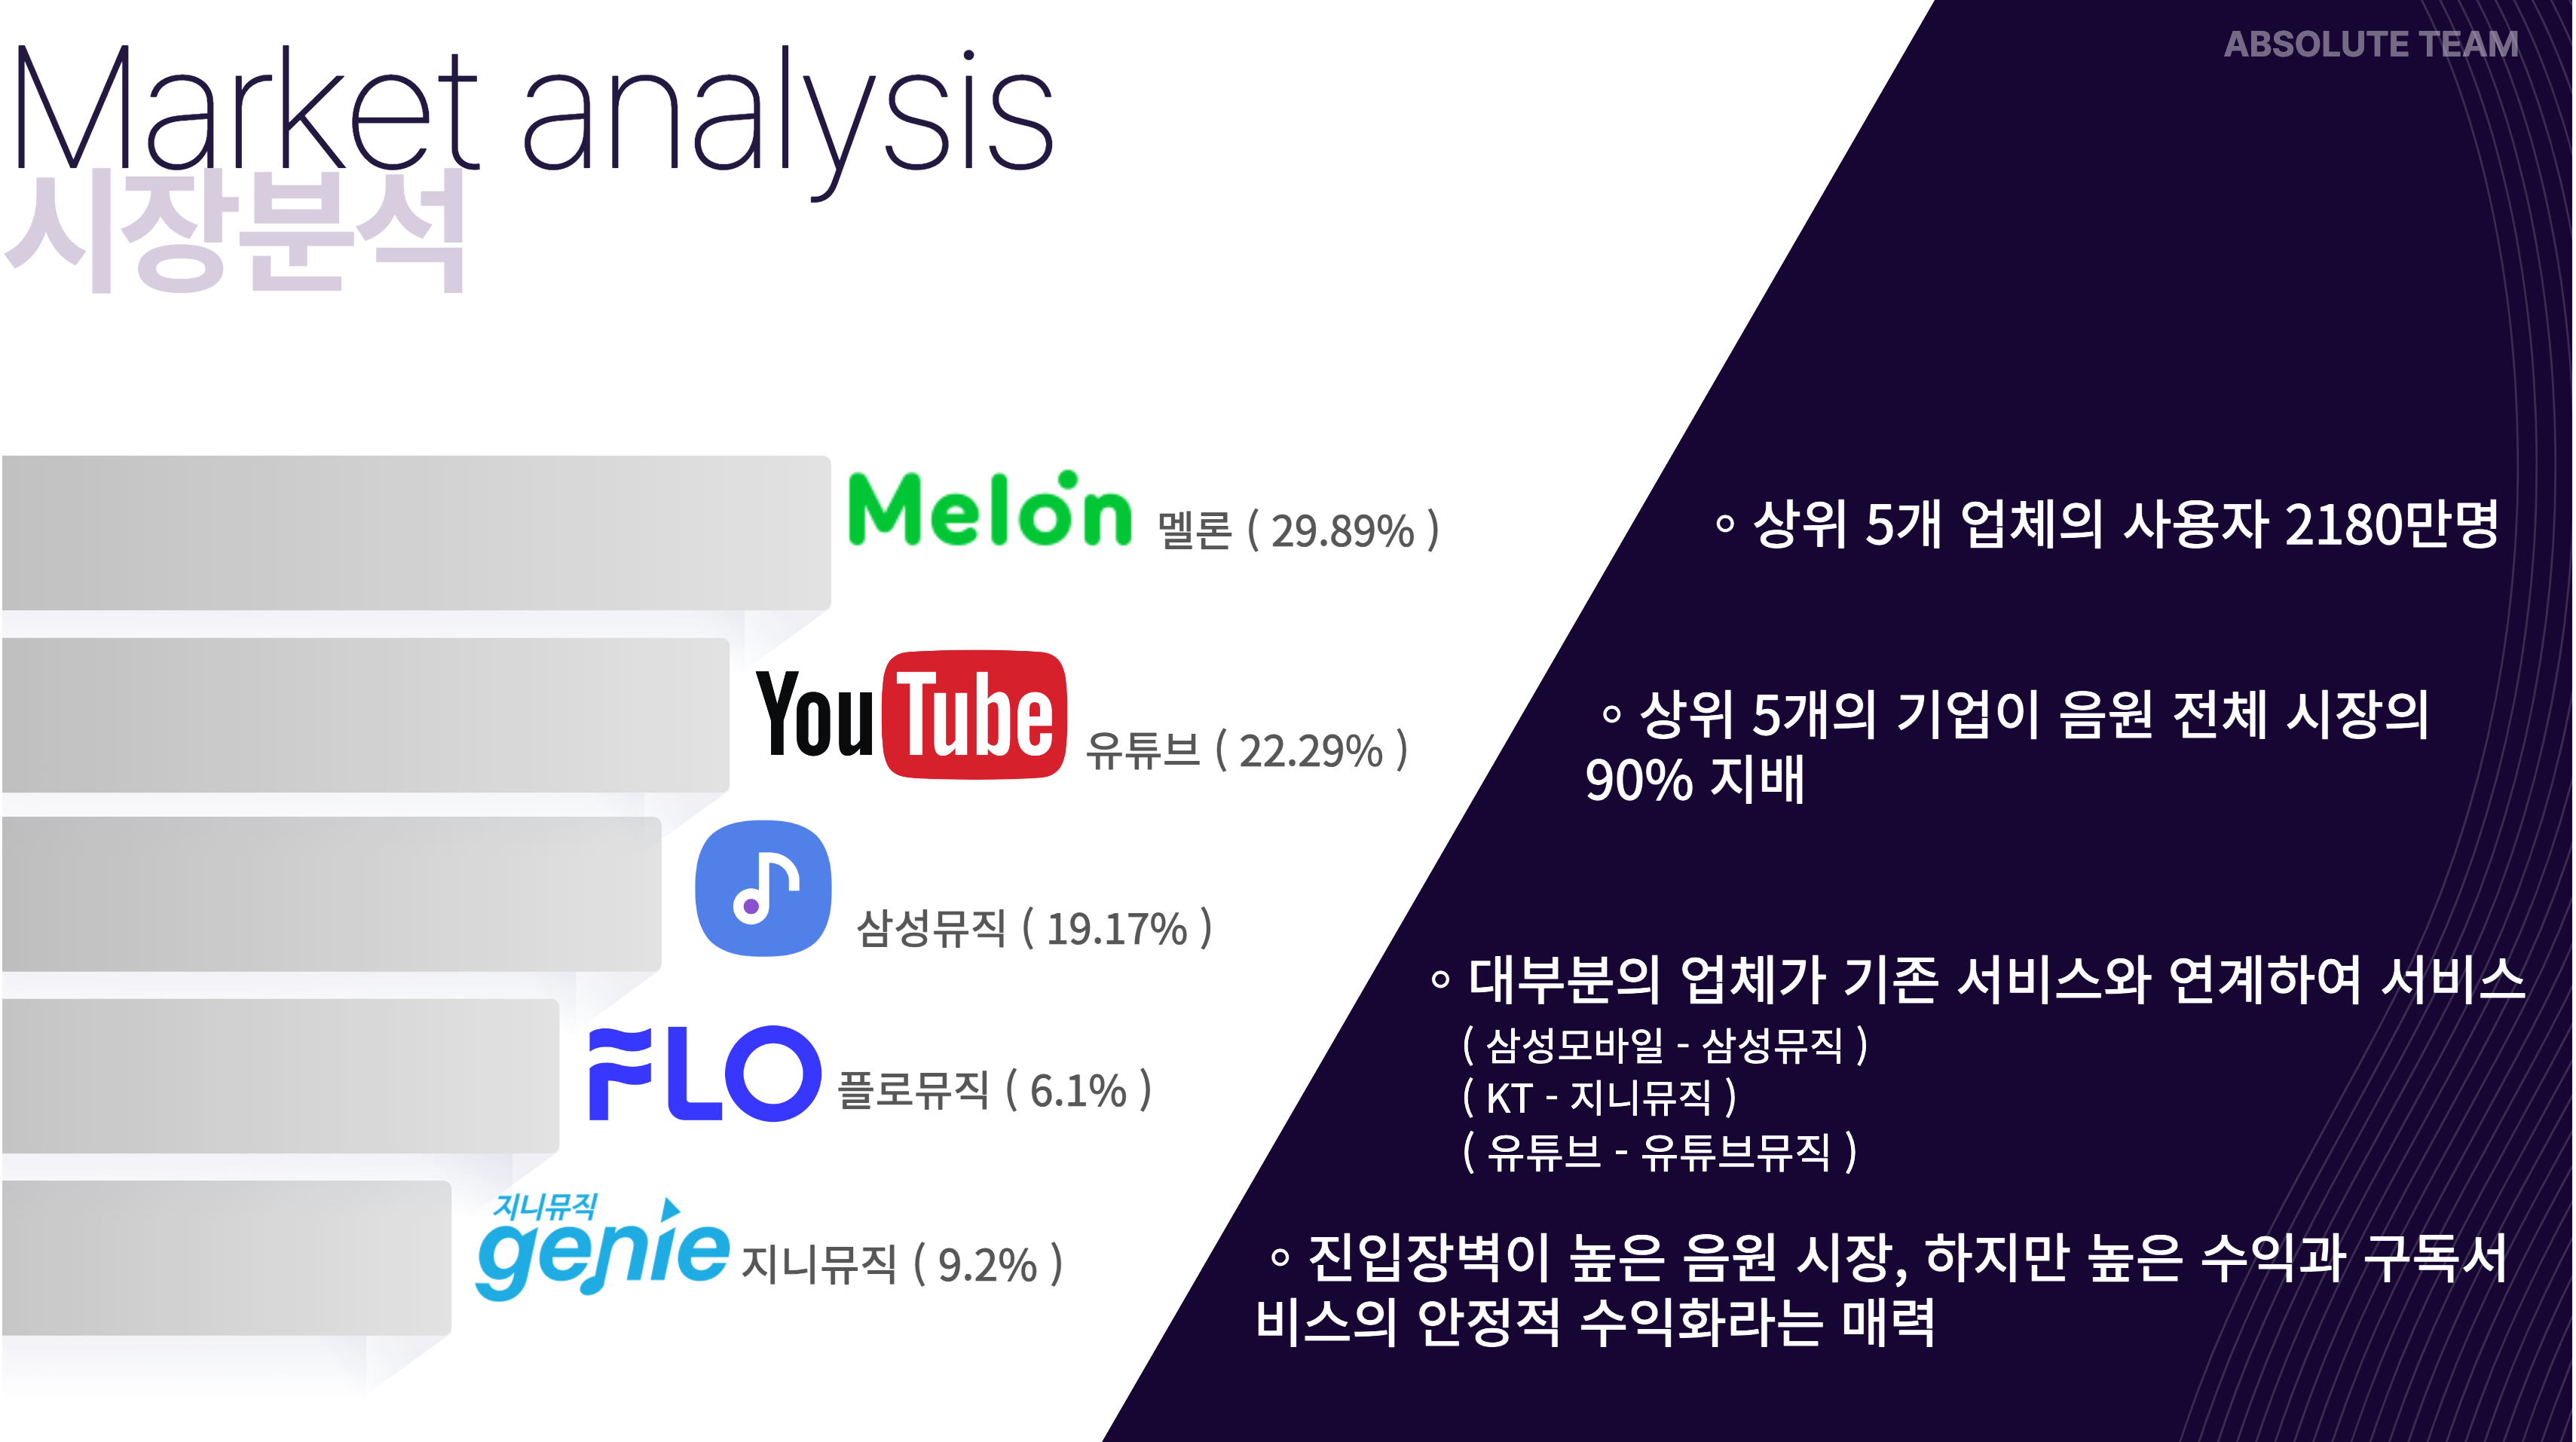 Market analysis
시장분석
ABSOLUTE TEAM
Melon 멜론 ( 29.89% )
YouTube 유튜브 ( 22.29% )
삼성뮤직 ( 19.17% )
FLO 플로뮤직 ( 6.1% )
지니뮤직
genie 지니뮤직 ( 9.2% )
◦ 상위 5개 업체의 사용자 2180만명
◦ 상위 5개의 기업이 음원 전체 시장의
90% 지배
◦ 대부분의 업체가 기존 서비스와 연계하여 서비스
( 삼성모바일 - 삼성뮤직 )
( KT - 지니뮤직 )
( 유튜브 - 유튜브뮤직 )
◦ 진입장벽이 높은 음원 시장, 하지만 높은 수익과 구독서
비스의 안정적 수익화라는 매력